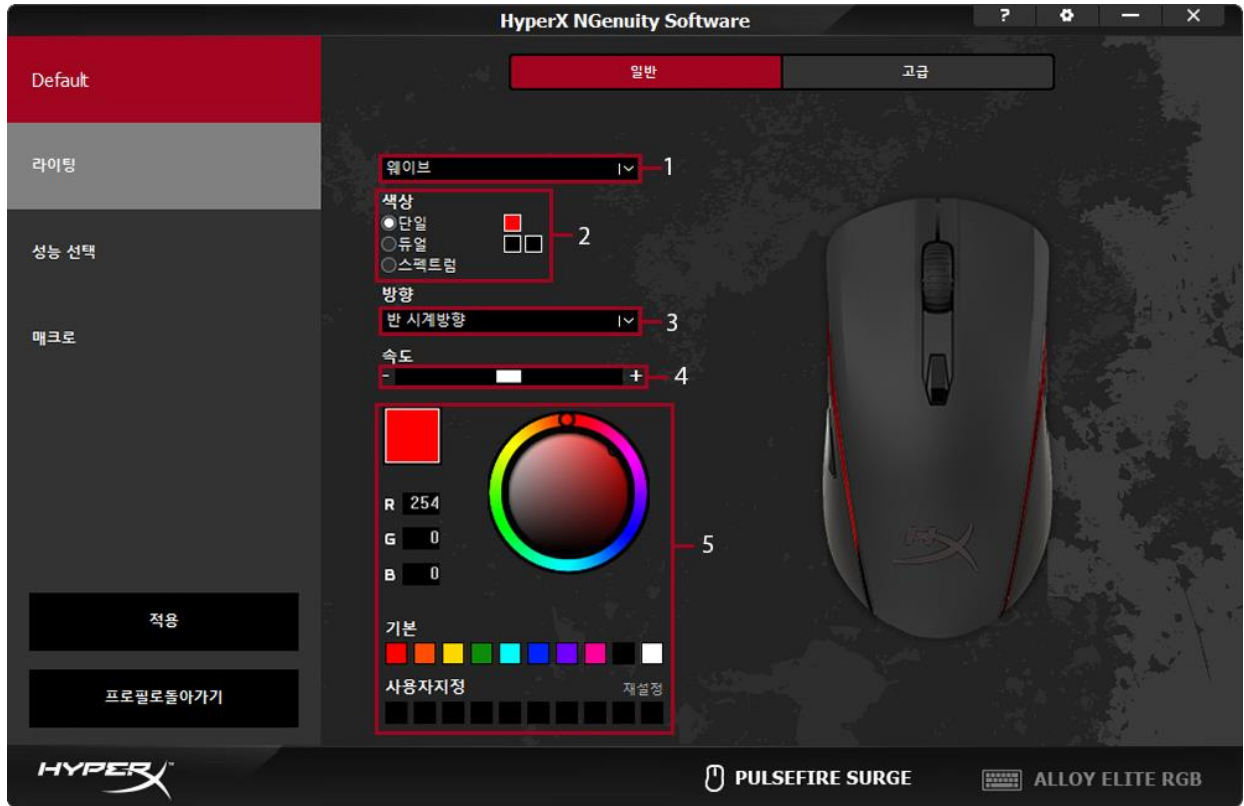 HyperX NGenuity Software
?
Default
일반
고급
라이팅
웨이브
1
색상
단일
듀얼
스펙트럼
2
성능 선택
방향
반 시계방향
3
매크로
속도
- +
4
R 254
G 0
B 0
5
HX
적용
기본
사용자지정 재설정
프로필로돌아가기
HYPERX™
PULSEFIRE SURGE
ALLOY ELITE RGB